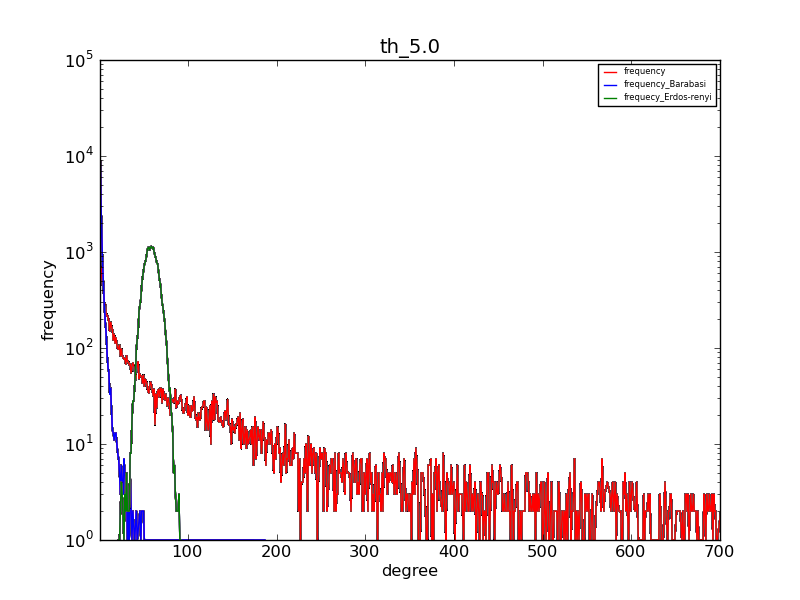 th_5.0
10^5
frequency
frequency_Barabasi
frequecy_Erdos-renyi
10^4
10^3
10^2
10^1
10^0
frequency
100 200 300 400 500 600 700
degree